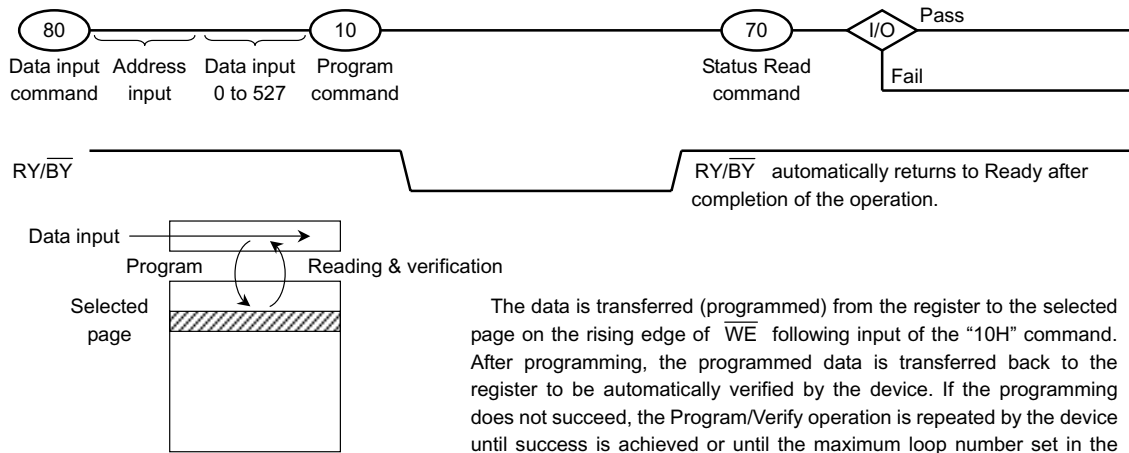 80 10 70 I/O Pass
Fail
Data input command
Address input
Data input 0 to 527
Program command
Status Read command
RY/BY
RY/BY automatically returns to Ready after
completion of the operation.
Data input
Program
Reading & verification
Selected page
The data is transferred (programmed) from the register to the selected
page on the rising edge of WE following input of the “10H” command.
After programming, the programmed data is transferred back to the
register to be automatically verified by the device. If the programming
does not succeed, the Program/Verify operation is repeated by the device
until success is achieved or until the maximum loop number set in the